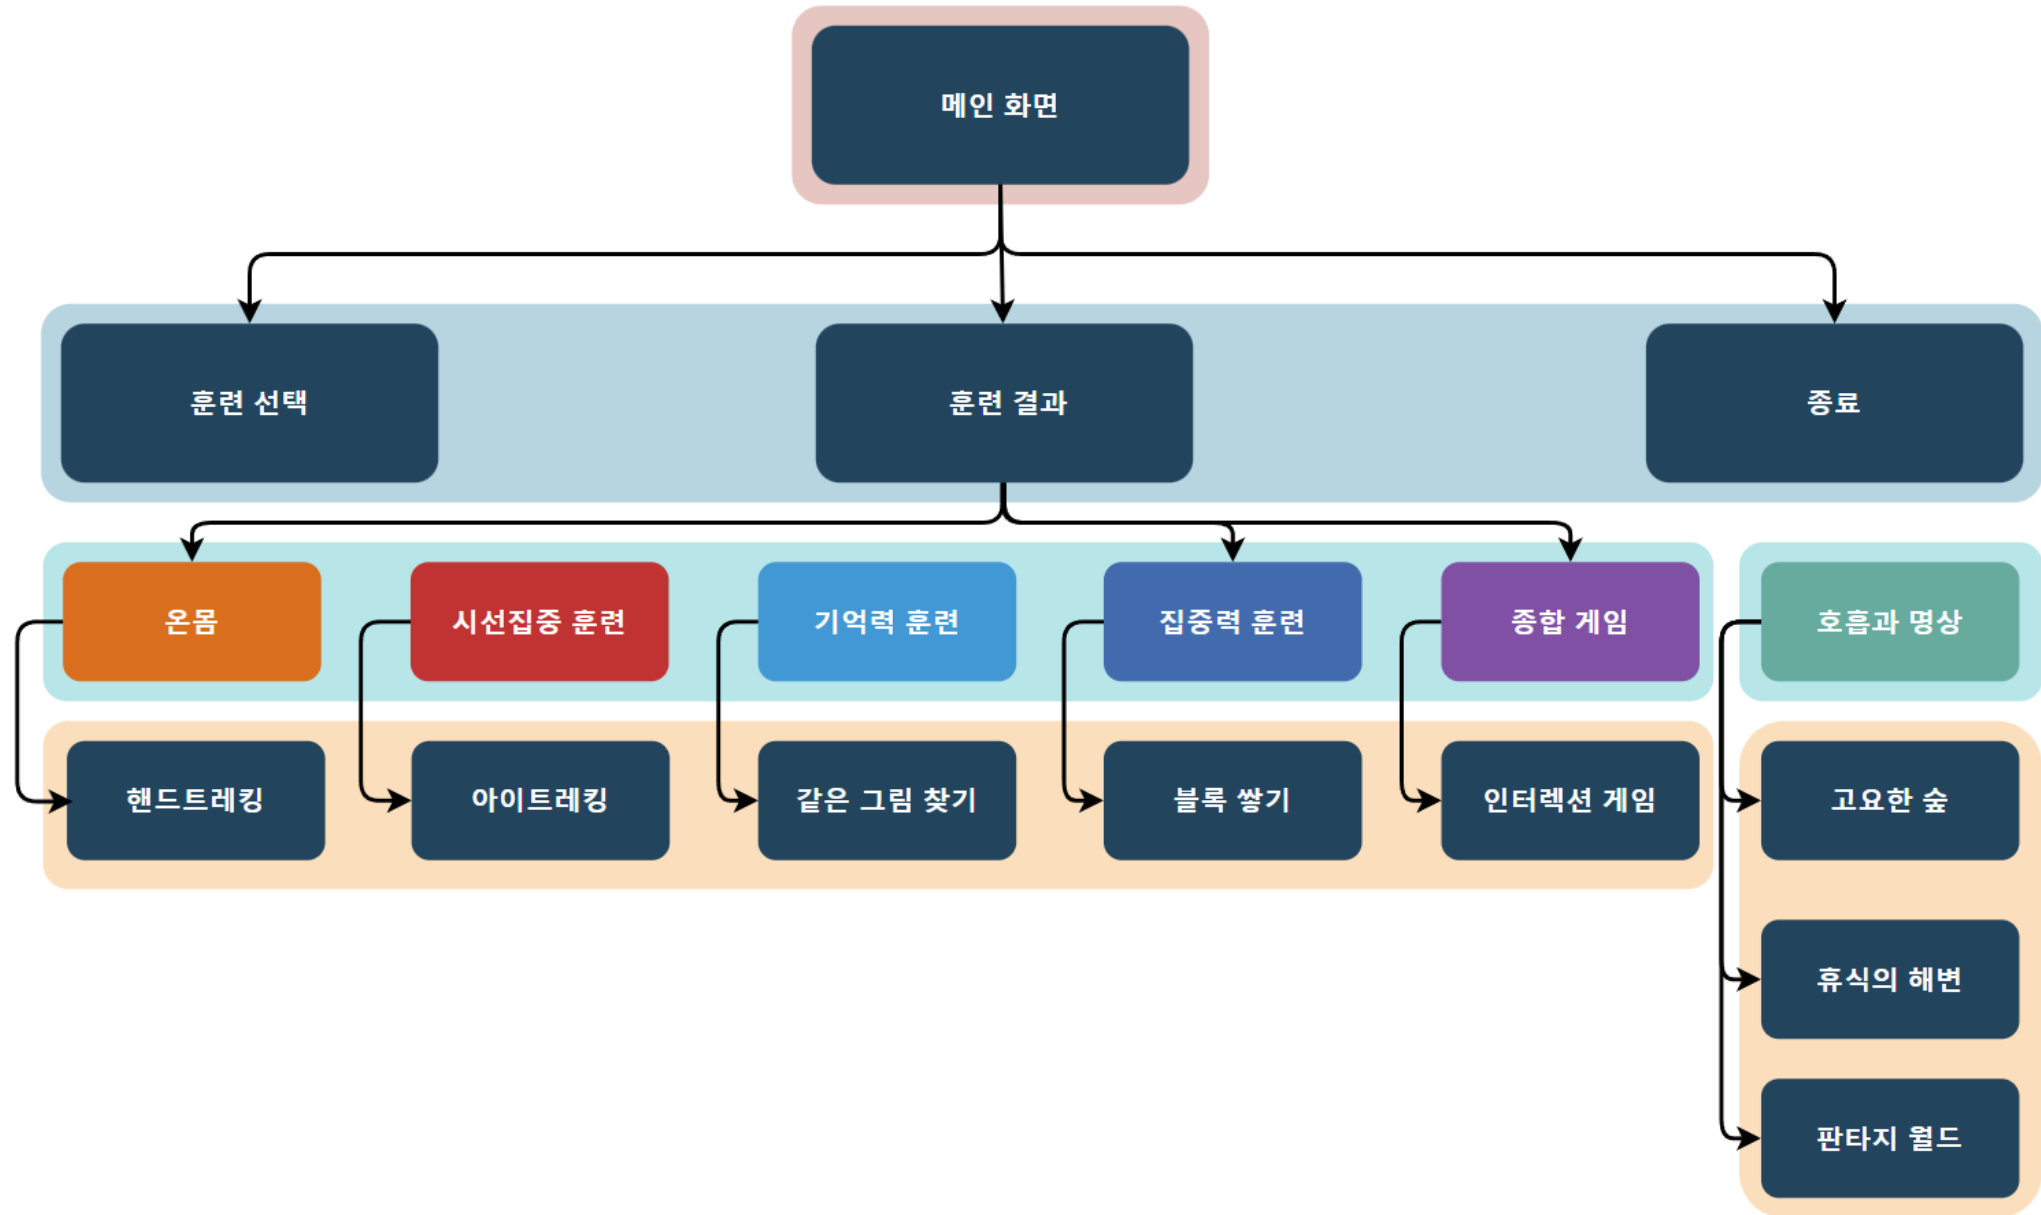 메인 화면
훈련 선택
훈련 결과
종료
온몸
시선집중 훈련
기억력 훈련
집중력 훈련
종합 게임
호흡과 명상
핸드트레킹
아이트레킹
같은 그림 찾기
블록 쌓기
인터렉션 게임
고요한 숲
휴식의 해변
판타지 월드